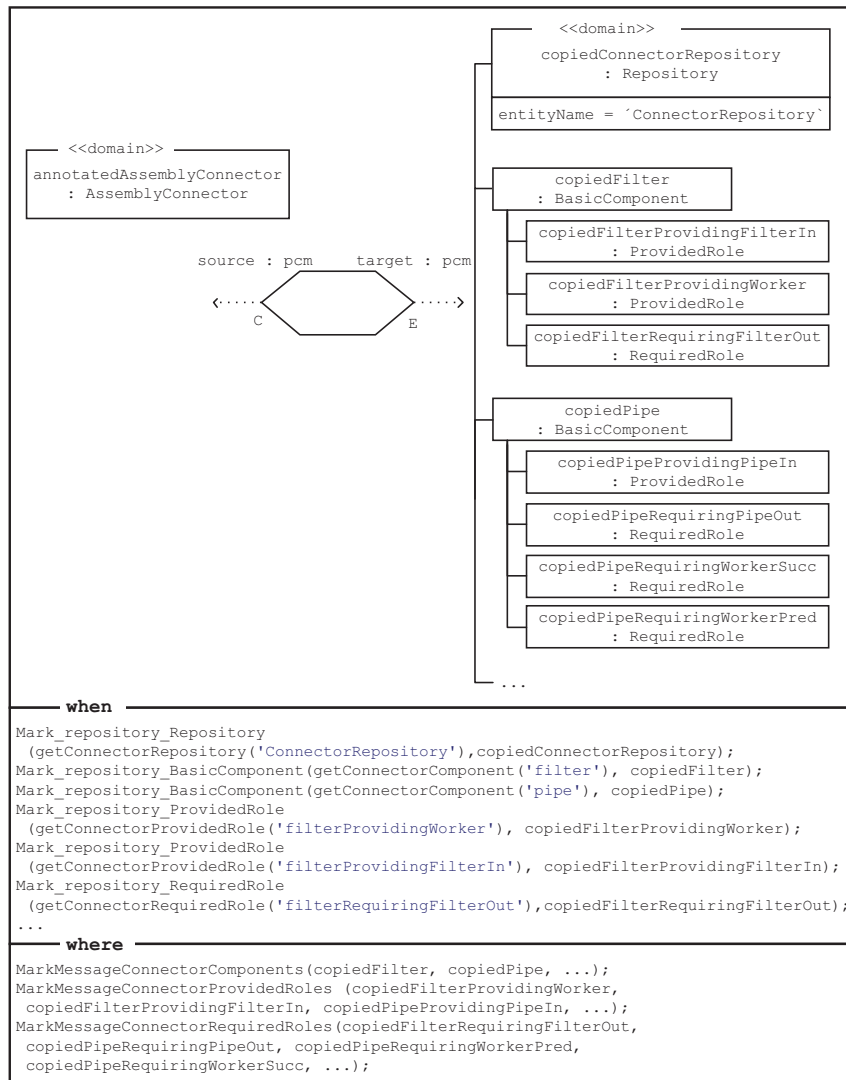 <<domain>>
copiedConnectorRepository
: Repository
entityName = ´ConnectorRepository`
<<domain>>
annotatedAssemblyConnector
: AssemblyConnector
copiedFilter
: BasicComponent
copiedFilterProvidingFilterIn
: ProvidedRole
copiedFilterProvidingWorker
: ProvidedRole
copiedFilterRequiringFilterOut
: RequiredRole
source : pcm target : pcm
C E
copiedPipe
: BasicComponent
copiedPipeProvidingPipeIn
: ProvidedRole
copiedPipeRequiringPipeOut
: RequiredRole
copiedPipeRequiringWorkerSucc
: RequiredRole
copiedPipeRequiringWorkerPred
: RequiredRole
...
when
Mark_repository_Repository
(getConnectorRepository('ConnectorRepository'),copiedConnectorRepository);
Mark_repository_BasicComponent(getConnectorComponent('filter'), copiedFilter);
Mark_repository_BasicComponent(getConnectorComponent('pipe'), copiedPipe);
Mark_repository_ProvidedRole
(getConnectorProvidedRole('filterProvidingWorker'), copiedFilterProvidingWorker);
Mark_repository_ProvidedRole
(getConnectorProvidedRole('filterProvidingFilterIn'), copiedFilterProvidingFilterIn);
Mark_repository_RequiredRole
(getConnectorRequiredRole('filterRequiringFilterOut'),copiedFilterRequiringFilterOut);
...
where
MarkMessageConnectorComponents(copiedFilter, copiedPipe, ...);
MarkMessageConnectorProvidedRoles (copiedFilterProvidingWorker,
copiedFilterProvidingFilterIn, copiedPipeProvidingPipeIn, ...);
MarkMessageConnectorRequiredRoles(copiedFilterRequiringFilterOut,
copiedPipeRequiringPipeOut, copiedPipeRequiringWorkerPred,
copiedPipeRequiringWorkerSucc, ...);